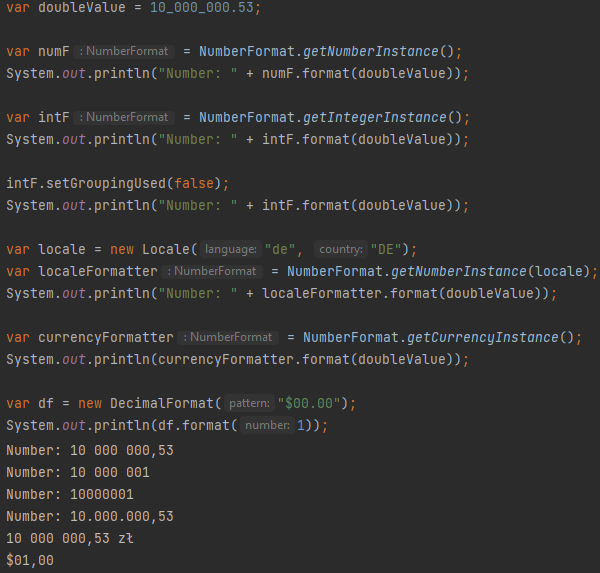 var doubleValue = 10_000_000.53;
var numF : NumberFormat = NumberFormat.getNumberInstance();
System.out.println("Number: " + numF.format(doubleValue));
var intF : NumberFormat = NumberFormat.getIntegerInstance();
System.out.println("Number: " + intF.format(doubleValue));
intF.setGroupingUsed(false);
System.out.println("Number: " + intF.format(doubleValue));
var locale = new Locale( language: "de", country: "DE");
var localeFormatter : NumberFormat = NumberFormat.getNumberInstance(locale);
System.out.println("Number: " + localeFormatter.format(doubleValue));
var currencyFormatter : NumberFormat = NumberFormat.getCurrencyInstance();
System.out.println(currencyFormatter.format(doubleValue));
var df = new DecimalFormat( pattern: "$00.00");
System.out.println(df.format( number: 1));
Number: 10 000 000,53
Number: 10 000 001
Number: 10000001
Number: 10.000.000,53
10 000 000,53 zł
$01,00